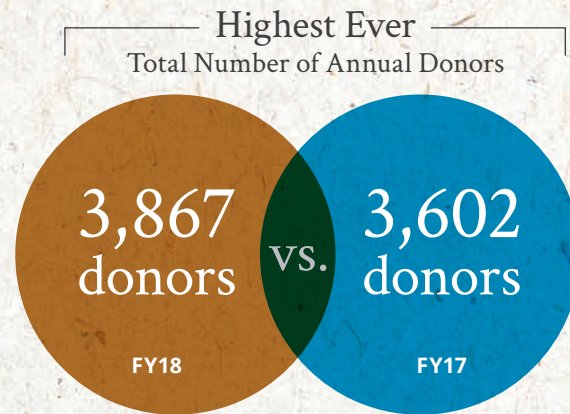 Highest Ever
Total Number of Annual Donors
3,867
donors
FY18
vs.
3,602
donors
FY17